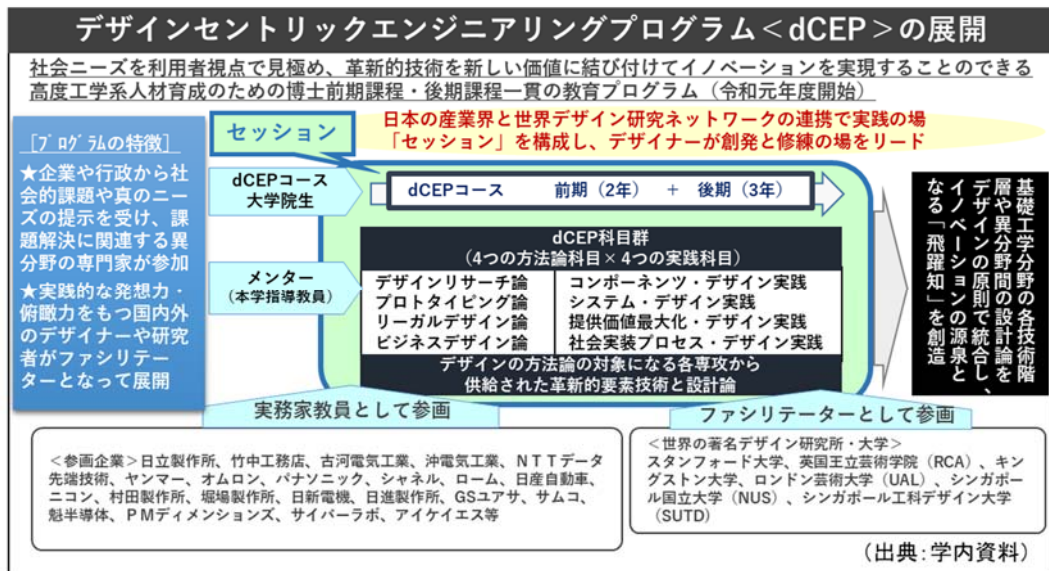 デザインセントリックエンジニアリングプログラム<dCEP>の展開
社会ニーズを利用者視点で見極め、革新的技術を新しい価値に結び付けてイノベーションを実現することのできる
高度工学系人材育成のための博士前期課程・後期課程一貫の教育プログラム（令和元年度開始）
[ﾌﾟﾛｸﾞﾗﾑの特徴]
★企業や行政から社
会的課題や真のニー
ズの提示を受け、課
題解決に関連する異
分野の専門家が参加
★実践的な発想力・
俯瞰力をもつ国内外
のデザイナーや研究
者がファシリテー
ターとなって展開
セッション
日本の産業界と世界デザイン研究ネットワークの連携で実践の場
「セッション」を構成し、デザイナーが創発と修練の場をリード
dCEPコース
大学院生
dCEPコース 前期（2年） ＋ 後期（3年）
メンター
（本学指導教員）
dCEP科目群
（4つの方法論科目×4つの実践科目）
デザインリサーチ論
プロトタイピング論
リーガルデザイン論
ビジネスデザイン論
コンポーネンツ・デザイン実践
システム・デザイン実践
提供価値最大化・デザイン実践
社会実装プロセス・デザイン実践
デザインの方法論の対象になる各専攻から
供給された革新的要素技術と設計論
基礎工学分野の各技術階
層や異分野間の設計論を
デザインの原則で統合し、
イノベーションの源泉と
なる「飛躍知」を創造
実務家教員として参画
<参画企業>日立製作所、竹中工務店、古河電気工業、沖電気工業、ＮＴＴデータ
先端技術、ヤンマー、オムロン、パナソニック、シャネル、ローム、日産自動車、
ニコン、村田製作所、堀場製作所、日新電機、日進製作所、GSユアサ、サムコ、
魁半導体、ＰＭディメンションズ、サイバーラボ、アイケイエス等
ファシリテーターとして参画
<世界の著名デザイン研究所・大学>
スタンフォード大学、英国王立芸術学院（RCA）、キン
グストン大学、ロンドン芸術大学（UAL）、シンガポー
ル国立大学（NUS）、シンガポール工科デザイン大学
（SUTD）
（出典：学内資料）